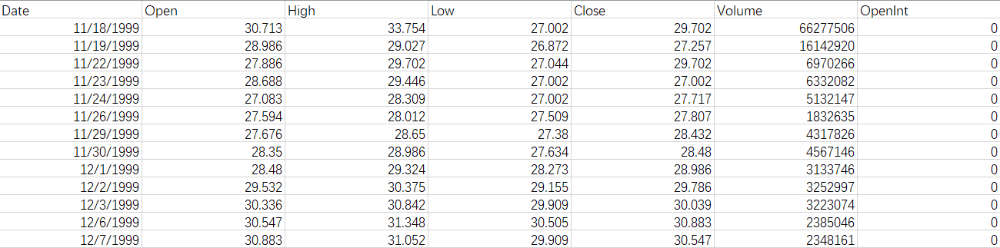 Date Open High Low Close Volume OpenInt
11/18/1999 30.713 33.754 27.002 29.702 66277506 0
11/19/1999 28.986 29.027 26.872 27.257 16142920 0
11/22/1999 27.886 29.702 27.044 29.702 6970266 0
11/23/1999 28.688 29.446 27.002 27.002 6332082 0
11/24/1999 27.083 28.309 27.002 27.717 5132147 0
11/26/1999 27.594 28.012 27.509 27.807 1832635 0
11/29/1999 27.676 28.65 27.38 28.432 4317826 0
11/30/1999 28.35 28.986 27.634 28.48 4567146 0
12/1/1999 28.48 29.324 28.273 28.986 3133746 0
12/2/1999 29.532 30.375 29.155 29.786 3252997 0
12/3/1999 30.336 30.842 29.909 30.039 3223074 0
12/6/1999 30.547 31.348 30.505 30.883 2385046 0
12/7/1999 30.883 31.052 29.909 30.547 2348161 0